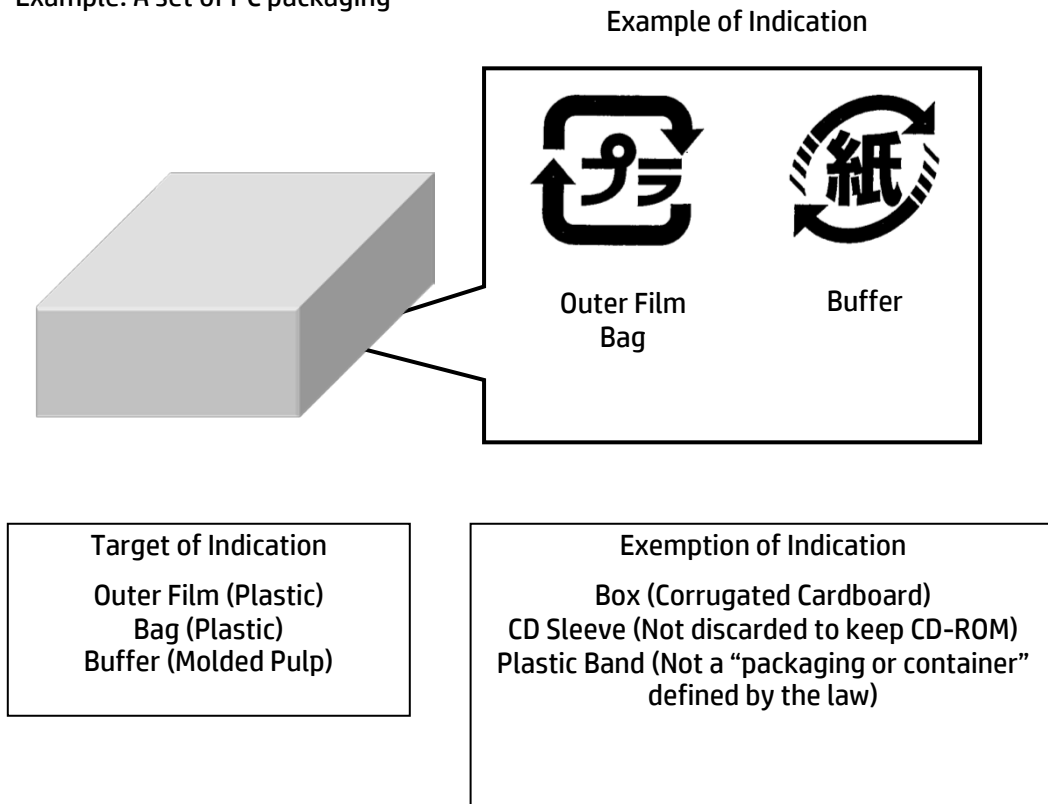 Example: A set of PC packaging
Example of Indication
プラ
紙
Outer Film
Bag
Buffer
Target of Indication
Outer Film (Plastic)
Bag (Plastic)
Buffer (Molded Pulp)
Exemption of Indication
Box (Corrugated Cardboard)
CD Sleeve (Not discarded to keep CD-ROM)
Plastic Band (Not a “packaging or container”
defined by the law)